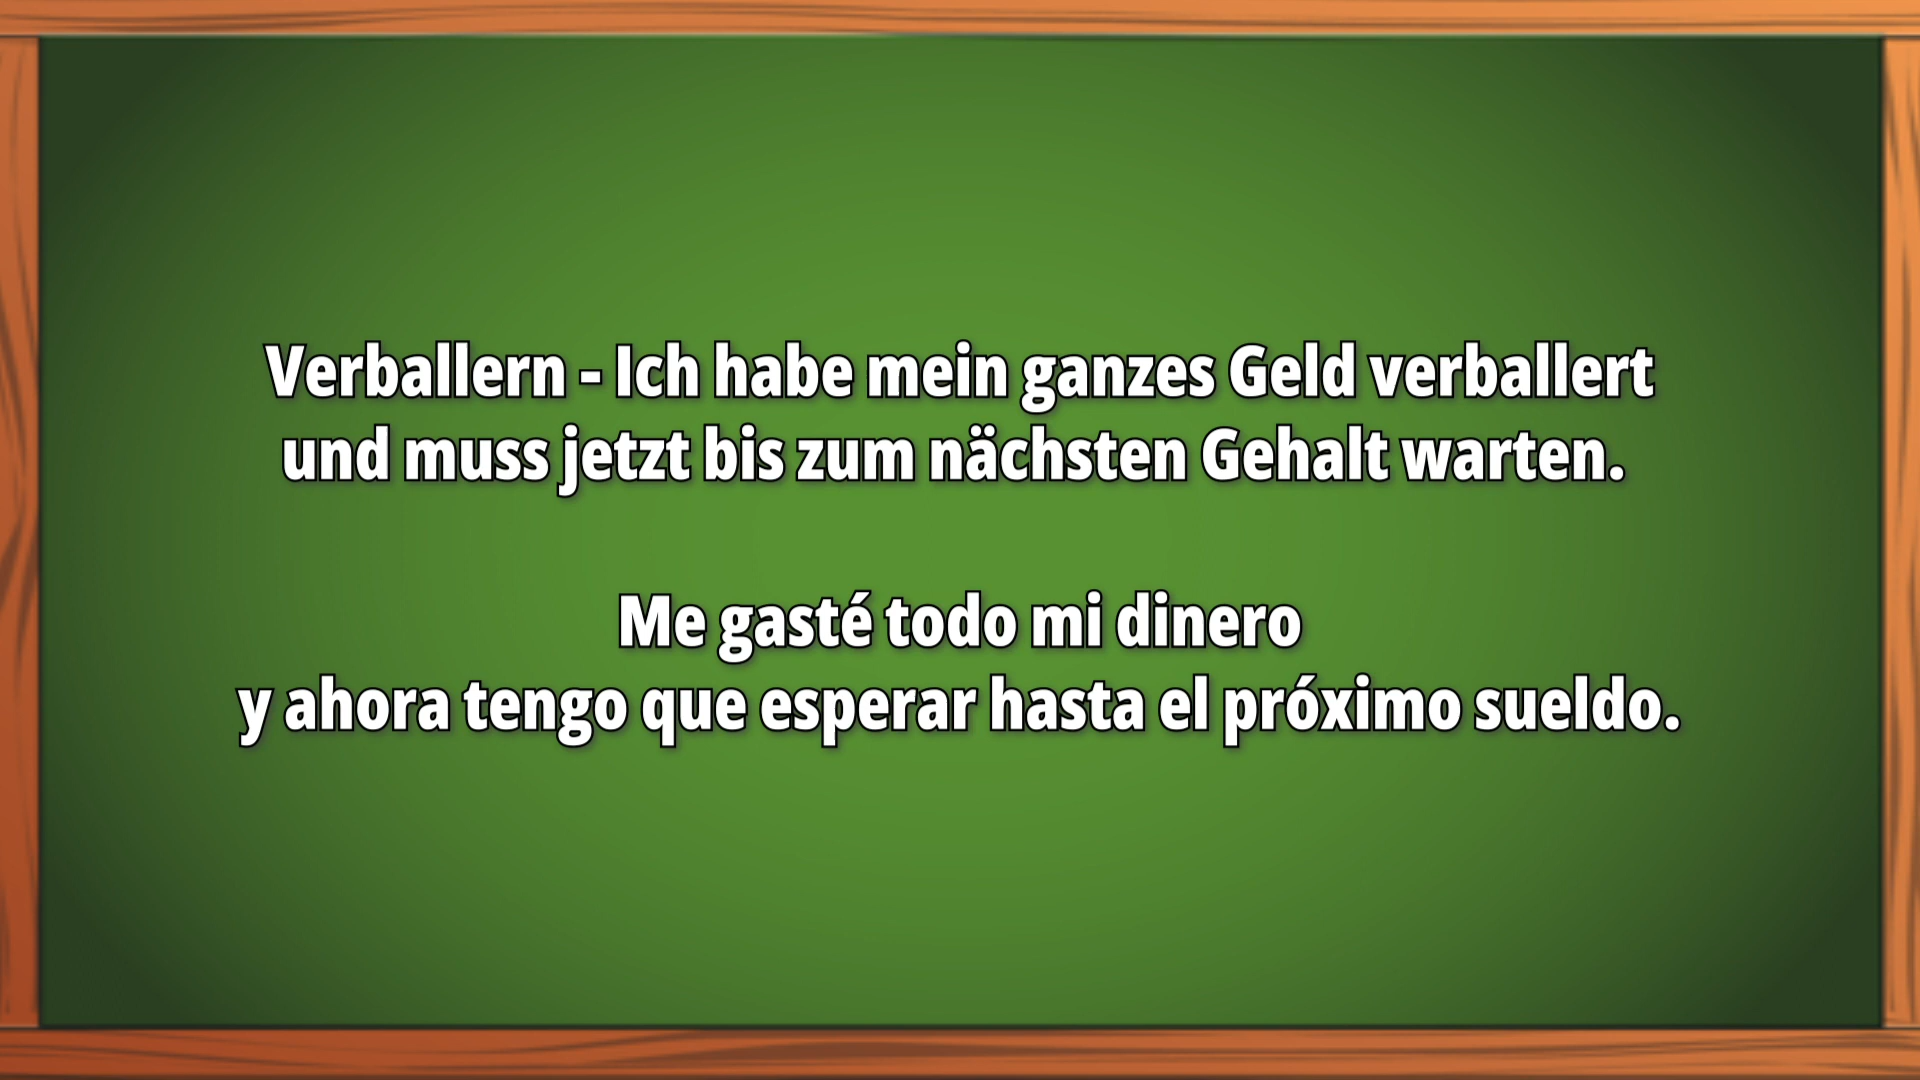 Verballern - Ich habe mein ganzes Geld verballert
und muss jetzt bis zum nächsten Gehalt warten.
Me gasté todo mi dinero
y ahora tengo que esperar hasta el próximo sueldo.